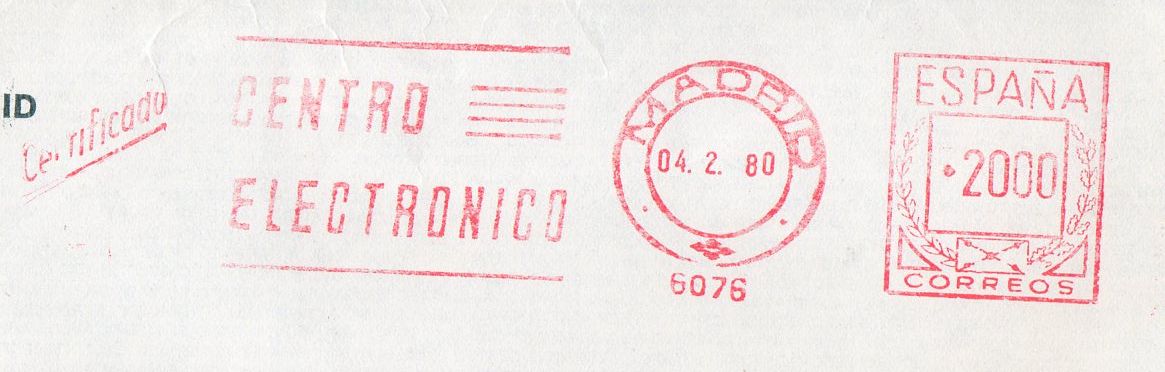 ID
Certificado
CENTRO
ELECTRONICO
MADRID
04. 2. 80
6076
ESPAÑA
•2000
CORREOS